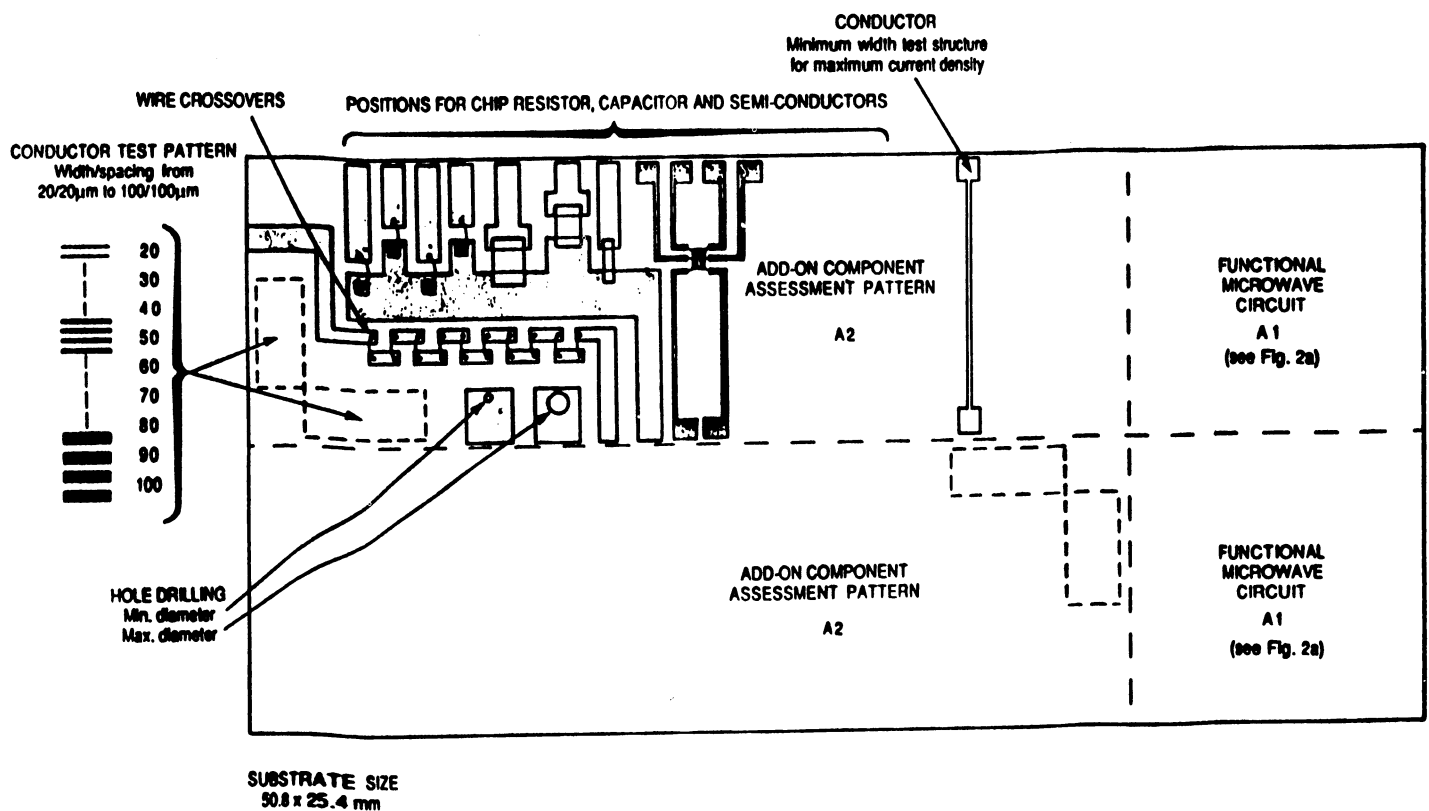 CONDUCTOR
Minimum width test structure
for maximum current density
WIRE CROSSOVERS
POSITIONS FOR CHIP RESISTOR, CAPACITOR AND SEMI-CONDUCTORS
CONDUCTOR TEST PATTERN
Width/spacing from
20/20µm to 100/100µm
20
30
40
50
60
70
80
90
100
ADD-ON COMPONENT
ASSESSMENT PATTERN
A2
FUNCTIONAL
MICROWAVE
CIRCUIT
A1
(see Fig. 2a)
HOLE DRILLING
Min. diameter
Max. diameter
ADD-ON COMPONENT
ASSESSMENT PATTERN
A2
FUNCTIONAL
MICROWAVE
CIRCUIT
A1
(see Fig. 2a)
SUBSTRATE SIZE
50.8 x 25.4 mm